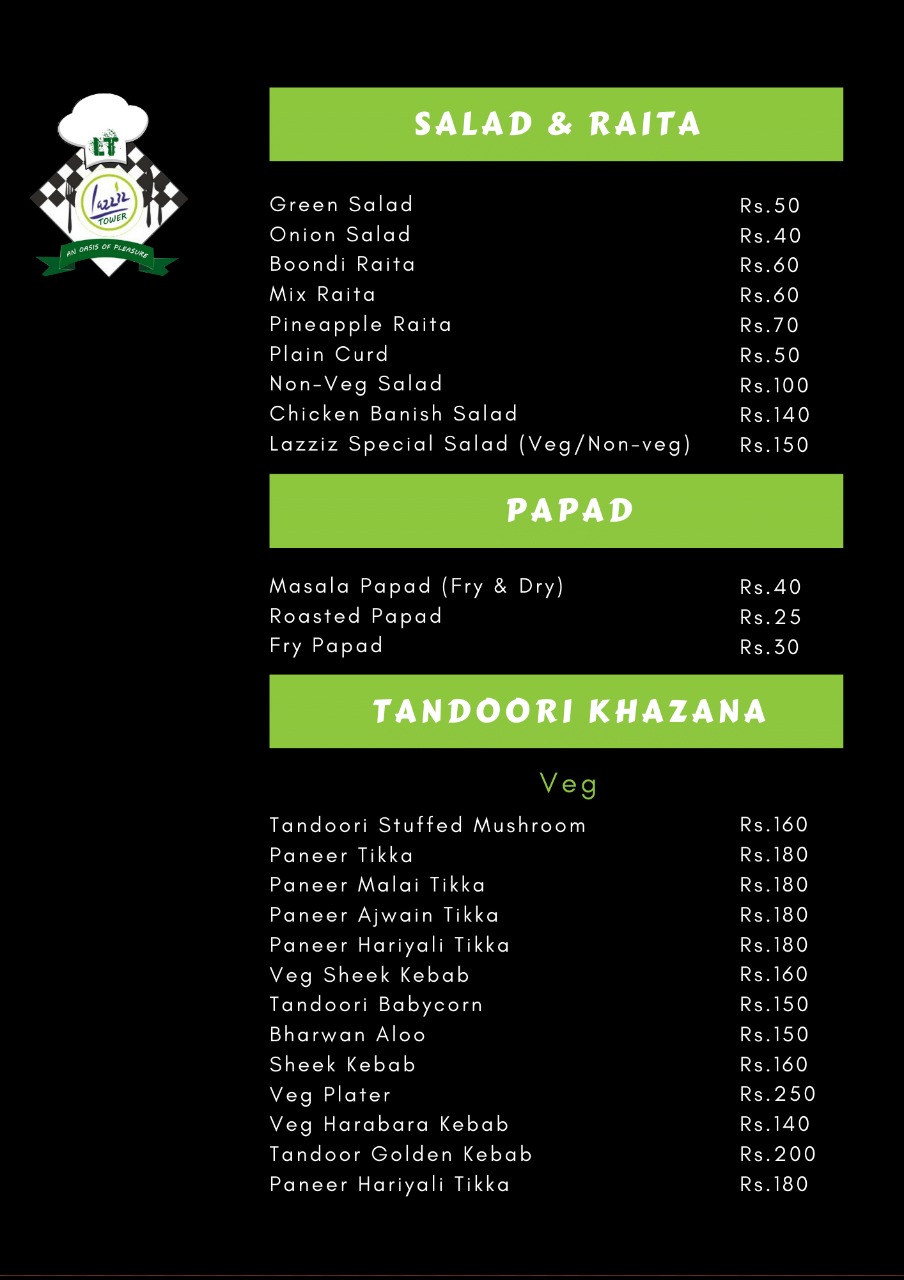 LT
Lazziz
TOWER
AN OASIS OF PLEASURE
SALAD & RAITA
Green Salad Rs.50
Onion Salad Rs.40
Boondi Raita Rs.60
Mix Raita Rs.60
Pineapple Raita Rs.70
Plain Curd Rs.50
Non-Veg Salad Rs.100
Chicken Banish Salad Rs.140
Lazziz Special Salad (Veg/Non-veg) Rs.150
PAPAD
Masala Papad (Fry & Dry) Rs.40
Roasted Papad Rs.25
Fry Papad Rs.30
TANDOORI KHAZANA
Veg
Tandoori Stuffed Mushroom Rs.160
Paneer Tikka Rs.180
Paneer Malai Tikka Rs.180
Paneer Ajwain Tikka Rs.180
Paneer Hariyali Tikka Rs.180
Veg Sheek Kebab Rs.160
Tandoori Babycorn Rs.150
Bharwan Aloo Rs.150
Sheek Kebab Rs.160
Veg Plater Rs.250
Veg Harabara Kebab Rs.140
Tandoor Golden Kebab Rs.200
Paneer Hariyali Tikka Rs.180